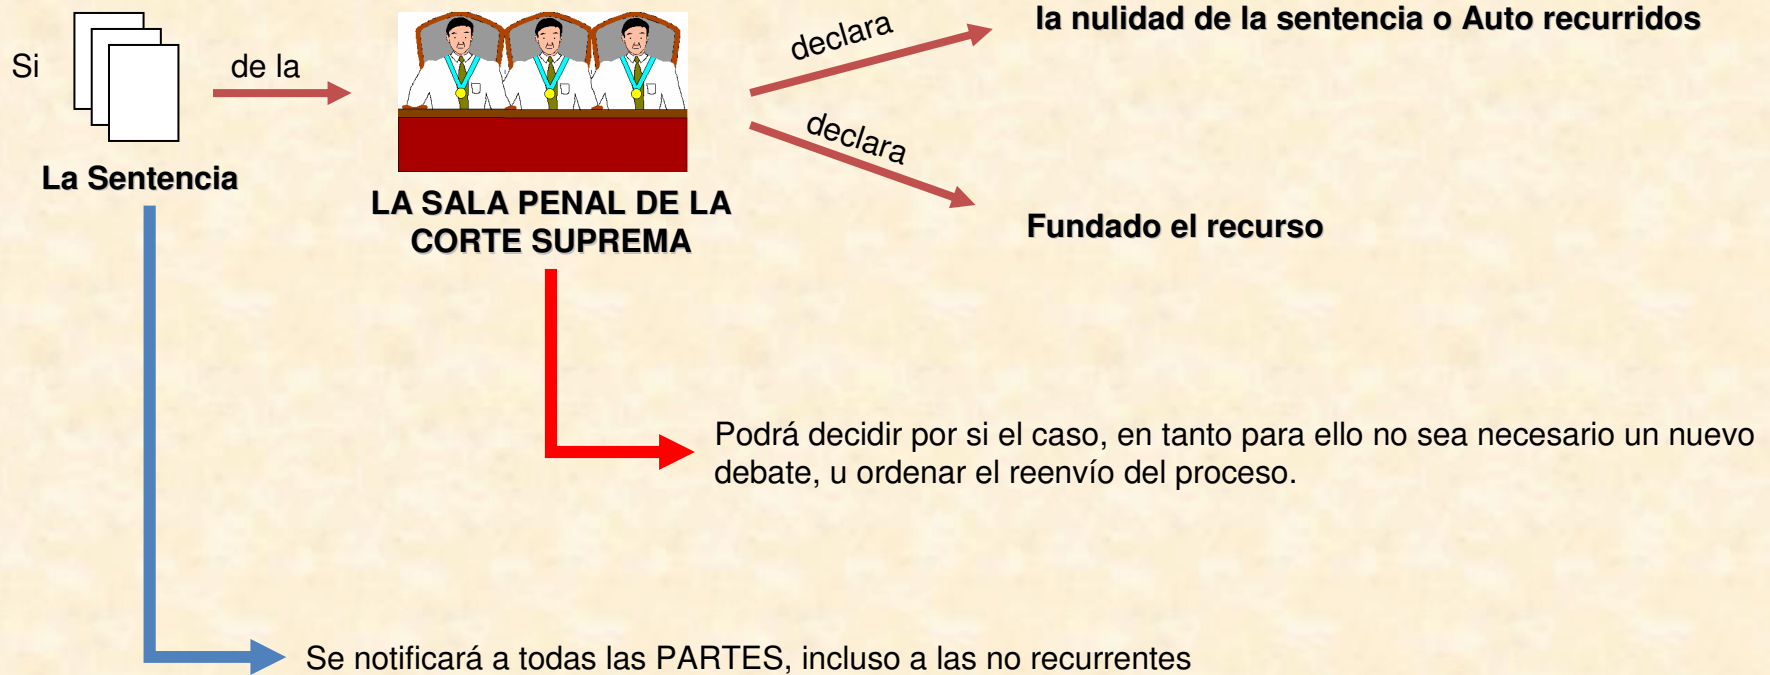 la nulidad de la sentencia o Auto recurridos
Si
de la
declara
declara
La Sentencia
LA SALA PENAL DE LA
CORTE SUPREMA
Fundado el recurso
Podrá decidir por si el caso, en tanto para ello no sea necesario un nuevo
debate, u ordenar el reenvío del proceso.
Se notificará a todas las PARTES, incluso a las no recurrentes